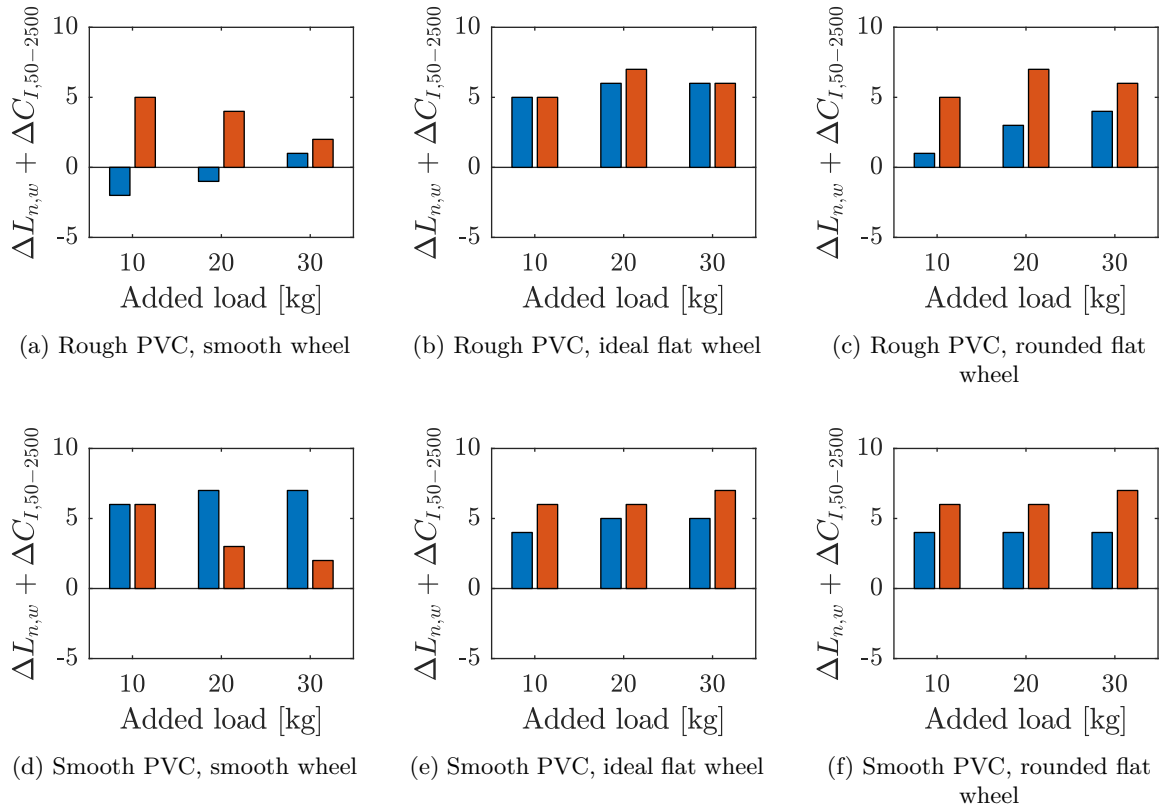 10
5
0
-5
ΔL_{n,w} + ΔC_{I,50−2500}
10 20 30
Added load [kg]
(a) Rough PVC, smooth wheel
10
5
0
-5
ΔL_{n,w} + ΔC_{I,50−2500}
10 20 30
Added load [kg]
(b) Rough PVC, ideal flat wheel
10
5
0
-5
ΔL_{n,w} + ΔC_{I,50−2500}
10 20 30
Added load [kg]
(c) Rough PVC, rounded flat
wheel
10
5
0
-5
ΔL_{n,w} + ΔC_{I,50−2500}
10 20 30
Added load [kg]
(d) Smooth PVC, smooth wheel
10
5
0
-5
ΔL_{n,w} + ΔC_{I,50−2500}
10 20 30
Added load [kg]
(e) Smooth PVC, ideal flat wheel
10
5
0
-5
ΔL_{n,w} + ΔC_{I,50−2500}
10 20 30
Added load [kg]
(f) Smooth PVC, rounded flat
wheel